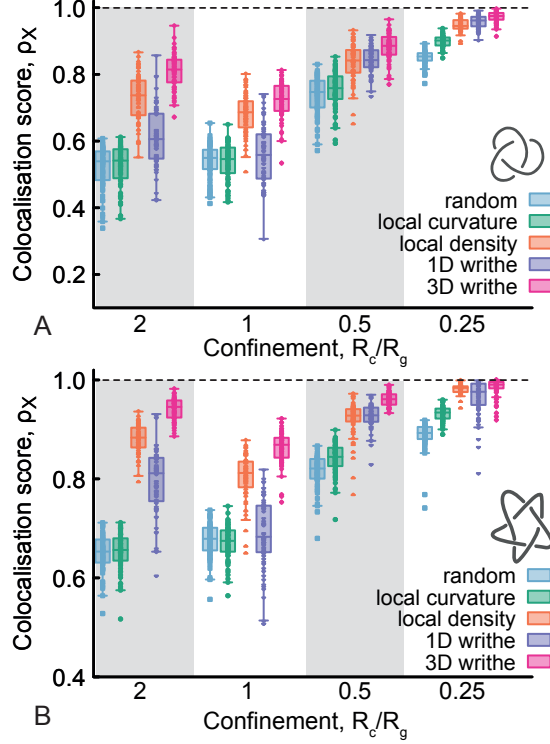 Colocalisation score, ρX
1.0
0.8
0.6
0.4
0.2
random
local curvature
local density
1D writhe
3D writhe
2 1 0.5 0.25
A
Confinement, Rc/Rg
Colocalisation score, ρX
1.0
0.8
0.6
0.4
random
local curvature
local density
1D writhe
3D writhe
2 1 0.5 0.25
B
Confinement, Rc/Rg